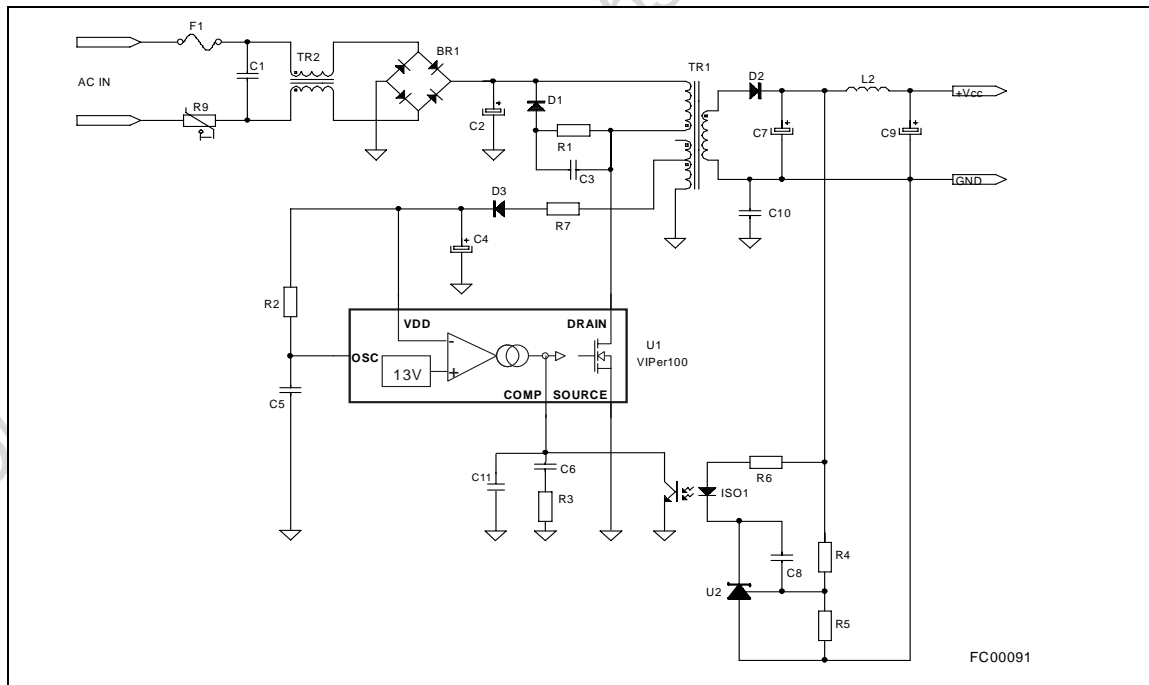 F1
TR2
BR1
TR1
D2
L2
C1
AC IN
+Vcc
D1
R9
C2
C7
C9
R1
C3
GND
D3
C10
R7
C4
R2
VDD
DRAIN
U1
VIPer100
OSC
-
13V
+
COMP SOURCE
C5
C11
C6
R6
ISO1
R3
R4
C8
U2
R5
FC00091